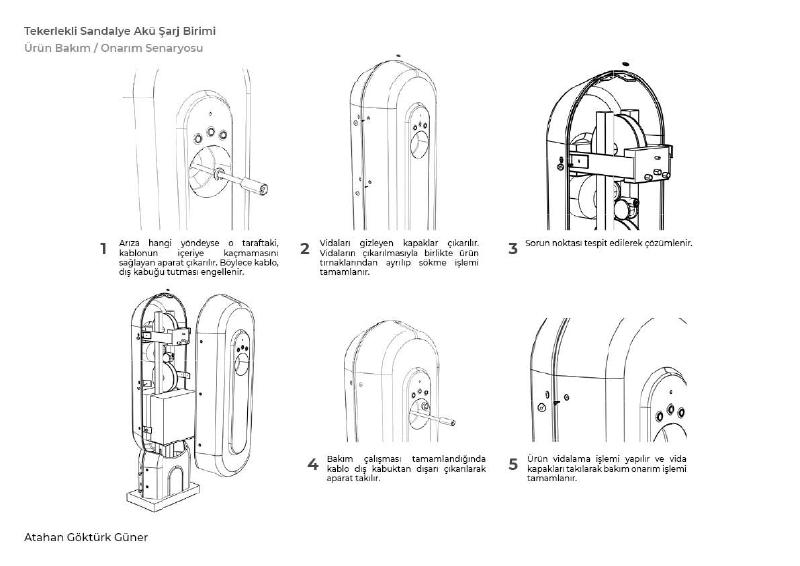 Tekerlekli Sandalye Akü Şarj Birimi
Ürün Bakım / Onarım Senaryosu
1
Arıza hangi yöndeyse o taraftaki,
kablonun içeriye kaçmamasını
sağlayan aparat çıkarılır. Böylece kablo,
dış kabuğu tutması engellenir.
2
Vidaları gizleyen kapaklar çıkarılır.
Vidaların çıkarılmasıyla birlikte ürün
tırnaklarından ayrılıp sökme işlemi
tamamlanır.
3
Sorun noktası tespit edilerek çözümlenir.
4
Bakım çalışması tamamlandığında
kablo dış kabuktan dışarı çıkarılarak
aparat takılır.
5
Ürün vidalama işlemi yapılır ve vida
kapakları takılarak bakım onarım işlemi
tamamlanır.
Atahan Göktürk Güner